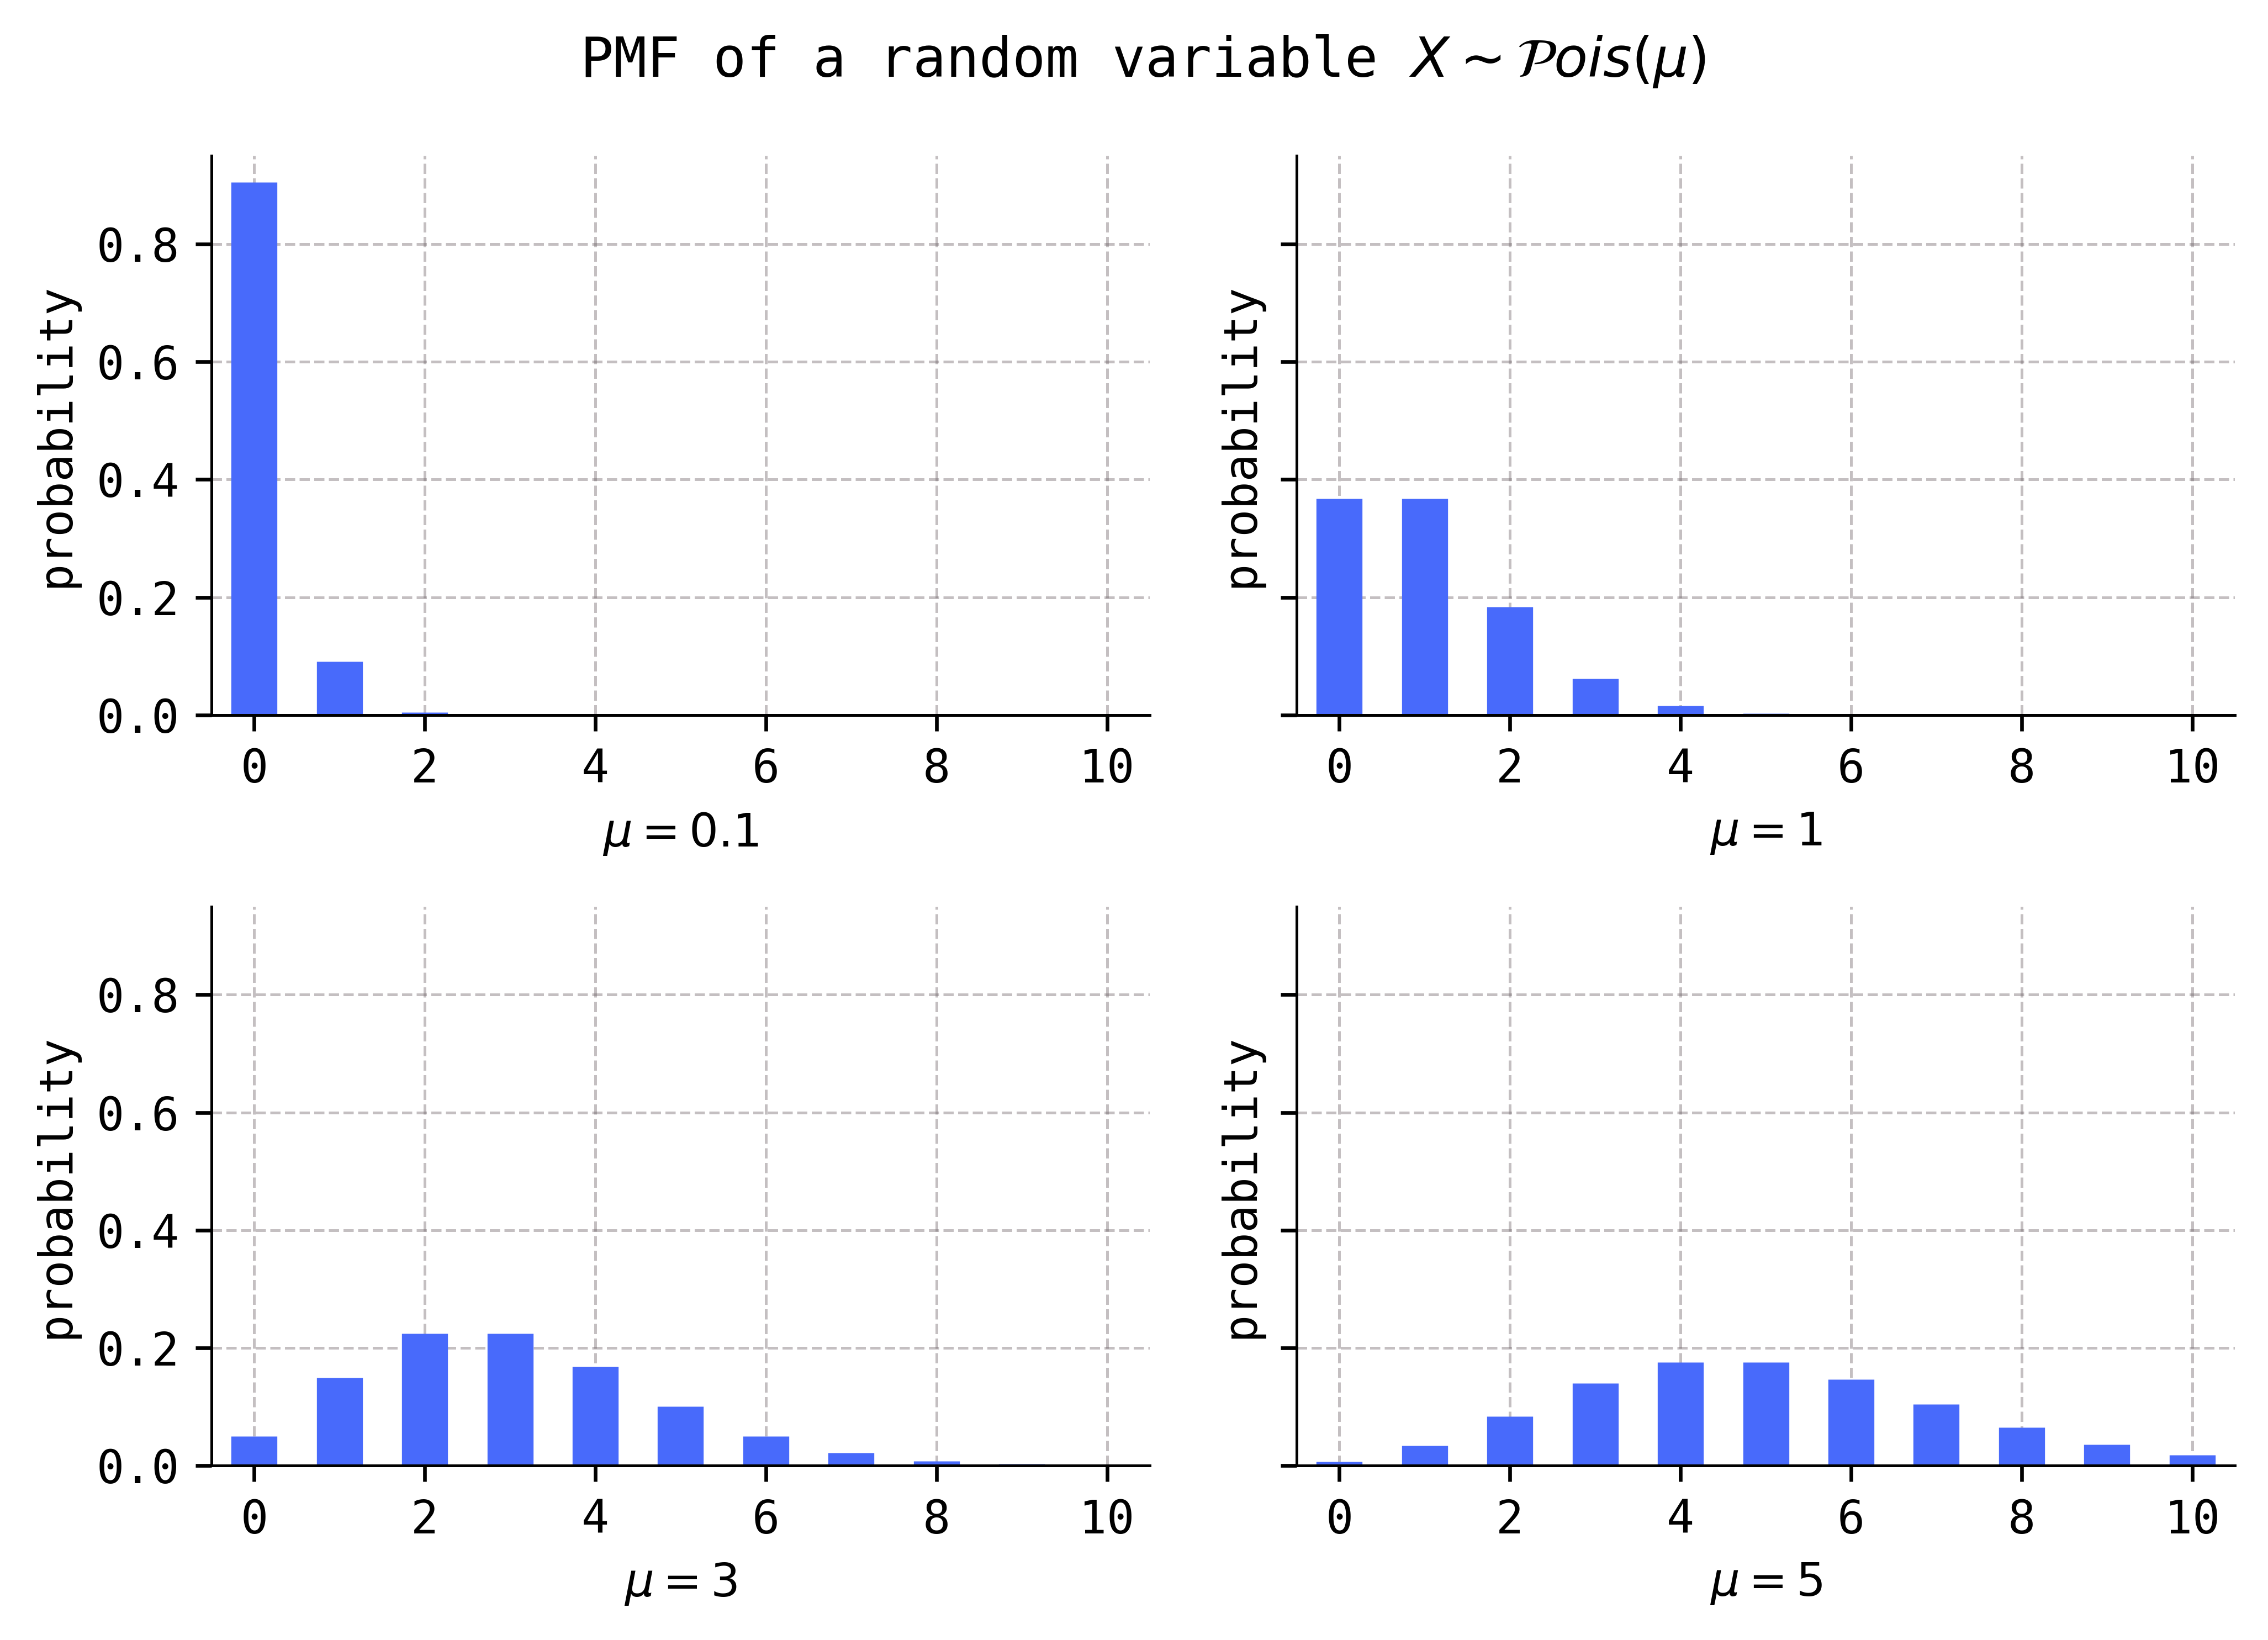 PMF of a random variable X ~ 𝒫ois(μ)
probability
0.8
0.6
0.4
0.2
0.0
0 2 4 6 8 10
μ = 0.1
probability
0 2 4 6 8 10
μ = 1
probability
0.8
0.6
0.4
0.2
0.0
0 2 4 6 8 10
μ = 3
probability
0 2 4 6 8 10
μ = 5